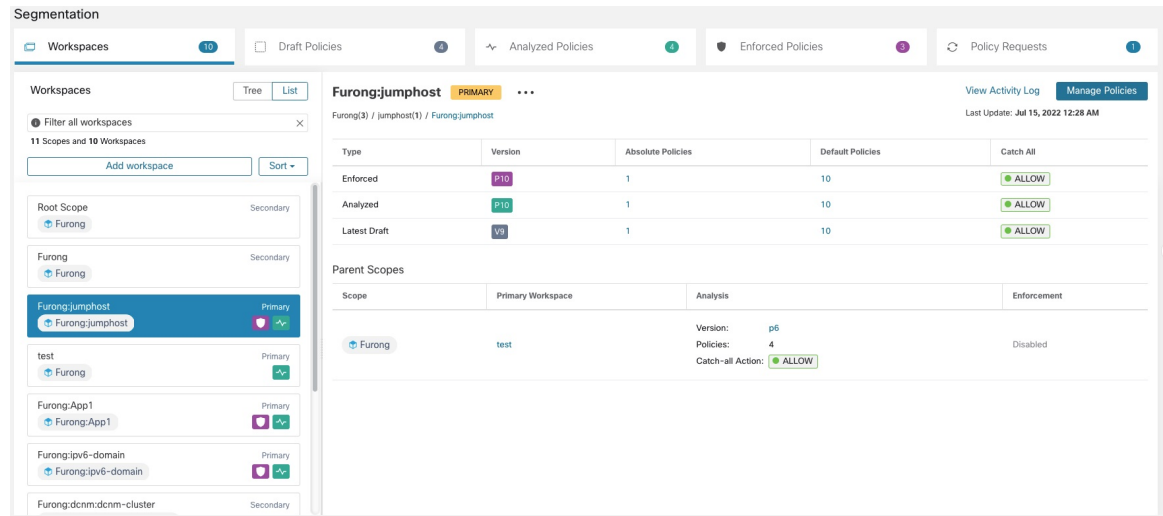 Segmentation
Workspaces 10
Draft Policies 4
Analyzed Policies 4
Enforced Policies 3
Policy Requests 1
Workspaces
Tree List
Filter all workspaces ×
11 Scopes and 10 Workspaces
Add workspace Sort
Root Scope Secondary
Furong
Furong Secondary
Furong
Furong:jumphost Primary
Furong:jumphost
test Primary
Furong
Furong:App1 Primary
Furong:App1
Furong:ipv6-domain Primary
Furong:ipv6-domain
Furong:dcnm:dcnm-cluster Secondary
Furong:jumphost PRIMARY ...
View Activity Log Manage Policies
Furong(3) / jumphost(1) / Furong:jumphost
Last Update: Jul 15, 2022 12:28 AM
Type Version Absolute Policies Default Policies Catch All
Enforced P10 1 10 ALLOW
Analyzed P10 1 10 ALLOW
Latest Draft V9 1 10 ALLOW
Parent Scopes
Scope Primary Workspace Analysis Enforcement
Version: p6
Furong test Policies: 4 Disabled
Catch-all Action: ALLOW